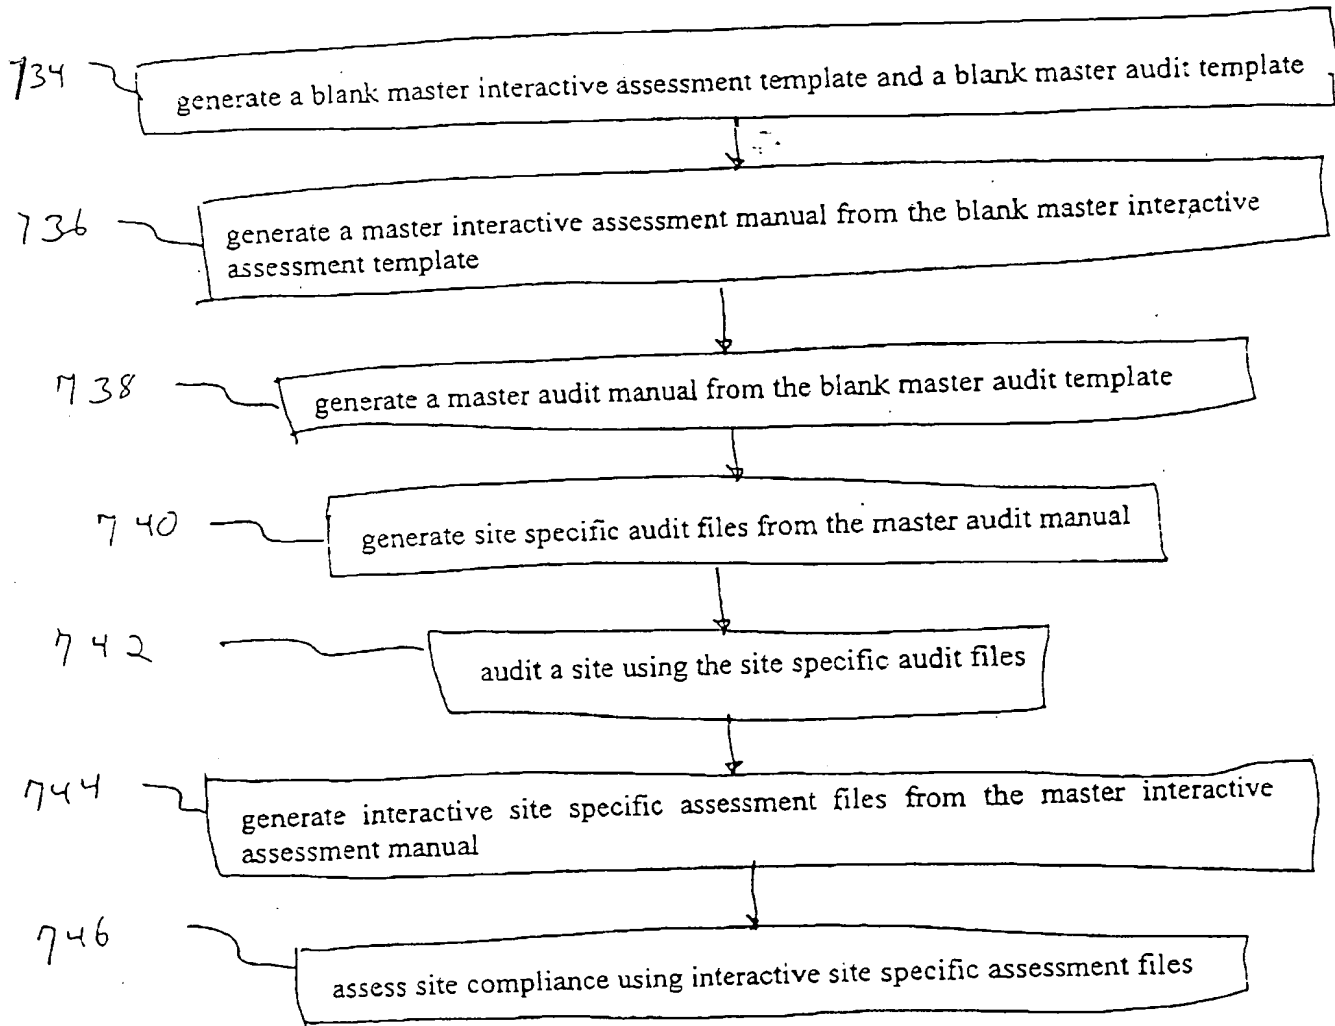 734
generate a blank master interactive assessment template and a blank master audit template
736
generate a master interactive assessment manual from the blank master interactive
assessment template
738
generate a master audit manual from the blank master audit template
740
generate site specific audit files from the master audit manual
742
audit a site using the site specific audit files
744
generate interactive site specific assessment files from the master interactive
assessment manual
746
assess site compliance using interactive site specific assessment files